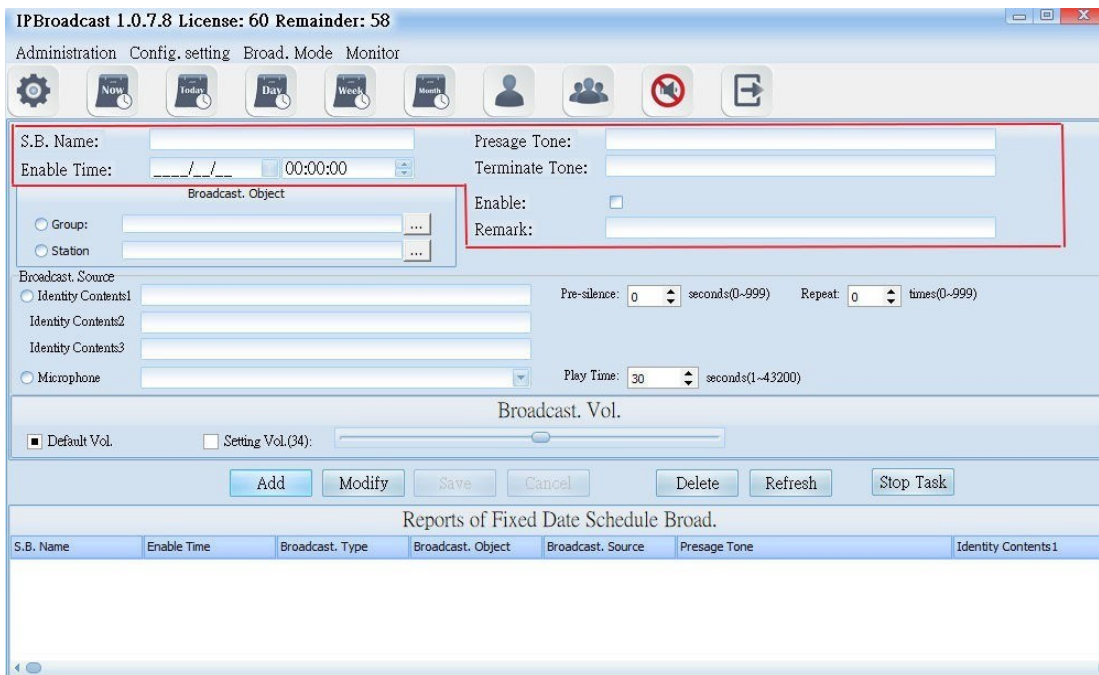 IPBroadcast 1.0.7.8 License: 60 Remainder: 58
Administration Config. setting Broad. Mode Monitor
Now Today Day Week Month
S.B. Name: Presage Tone:
Enable Time: ____/__/__ 00:00:00 Terminate Tone:
Broadcast. Object
Enable:
Group: ...
Remark:
Station ...
Broadcast. Source
Identity Contents1 Pre-silence: 0 seconds(0~999) Repeat: 0 times(0~999)
Identity Contents2
Identity Contents3
Microphone Play Time: 30 seconds(1~43200)
Broadcast. Vol.
Default Vol. Setting Vol.(34):
Add Modify Save Cancel Delete Refresh Stop Task
Reports of Fixed Date Schedule Broad.
S.B. Name Enable Time Broadcast. Type Broadcast. Object Broadcast. Source Presage Tone Identity Contents1